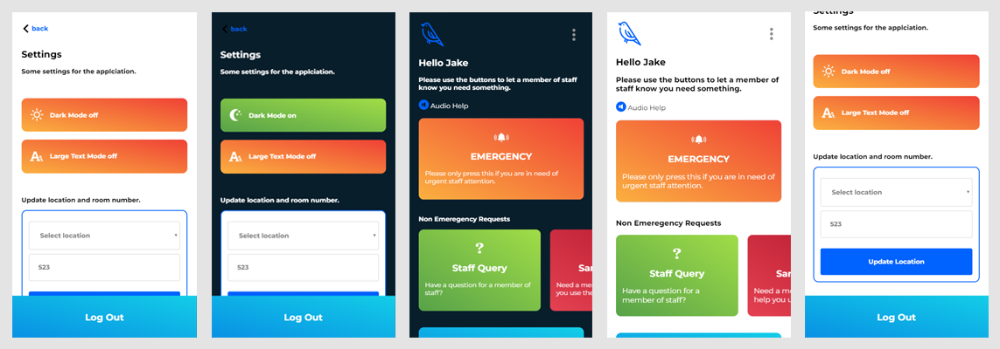 back
Settings
Some settings for the applciation.
Dark Mode off
Large Text Mode off
Update location and room number.
Select location
523
Log Out
back
Settings
Some settings for the applciation.
Dark Mode on
Large Text Mode off
Update location and room number.
Select location
523
Log Out
Hello Jake
Please use the buttons to let a member of staff
know you need something.
Audio Help
EMERGENCY
Please only press this if you are in need of
urgent staff attention.
Non Emeregency Requests
Staff Query
Sar
Have a question for a member of
staff?
Need a me
you use the
Hello Jake
Please use the buttons to let a member of
staff know you need something.
Audio Help
EMERGENCY
Please only press this if you are in need of
urgent staff attention.
Non Emeregency Requests
Staff Query
Sa
Have a question for a
member of staff?
Need a m
help you u
Settings
Some settings for the applciation.
Dark Mode off
Large Text Mode off
Update location and room number.
Select location
523
Update Location
Log Out